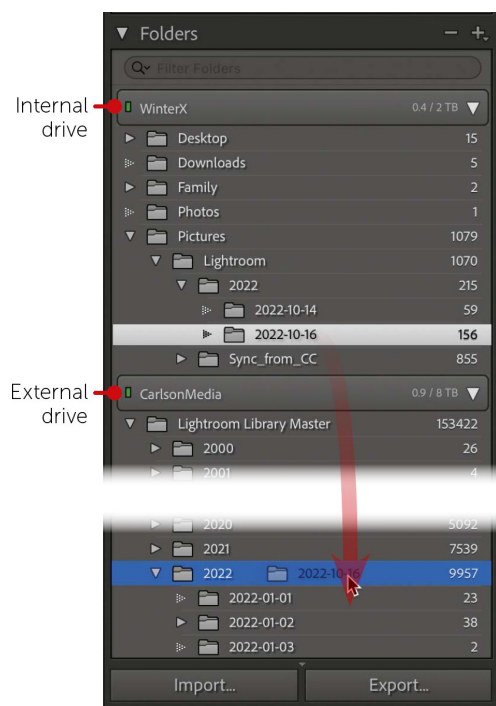 Folders
Filter Folders
Internal
drive
WinterX 0.4 / 2 TB
Desktop 15
Downloads 5
Family 2
Photos 1
Pictures 1079
Lightroom 1070
2022 215
2022-10-14 59
2022-10-16 156
Sync_from_CC 855
External
drive
CarlsonMedia 0.9 / 8 TB
Lightroom Library Master 153422
2000 26
2001 4
2020 5092
2021 7539
2022 2022-10-16 9957
2022-01-01 23
2022-01-02 38
2022-01-03 2
Import... Export...